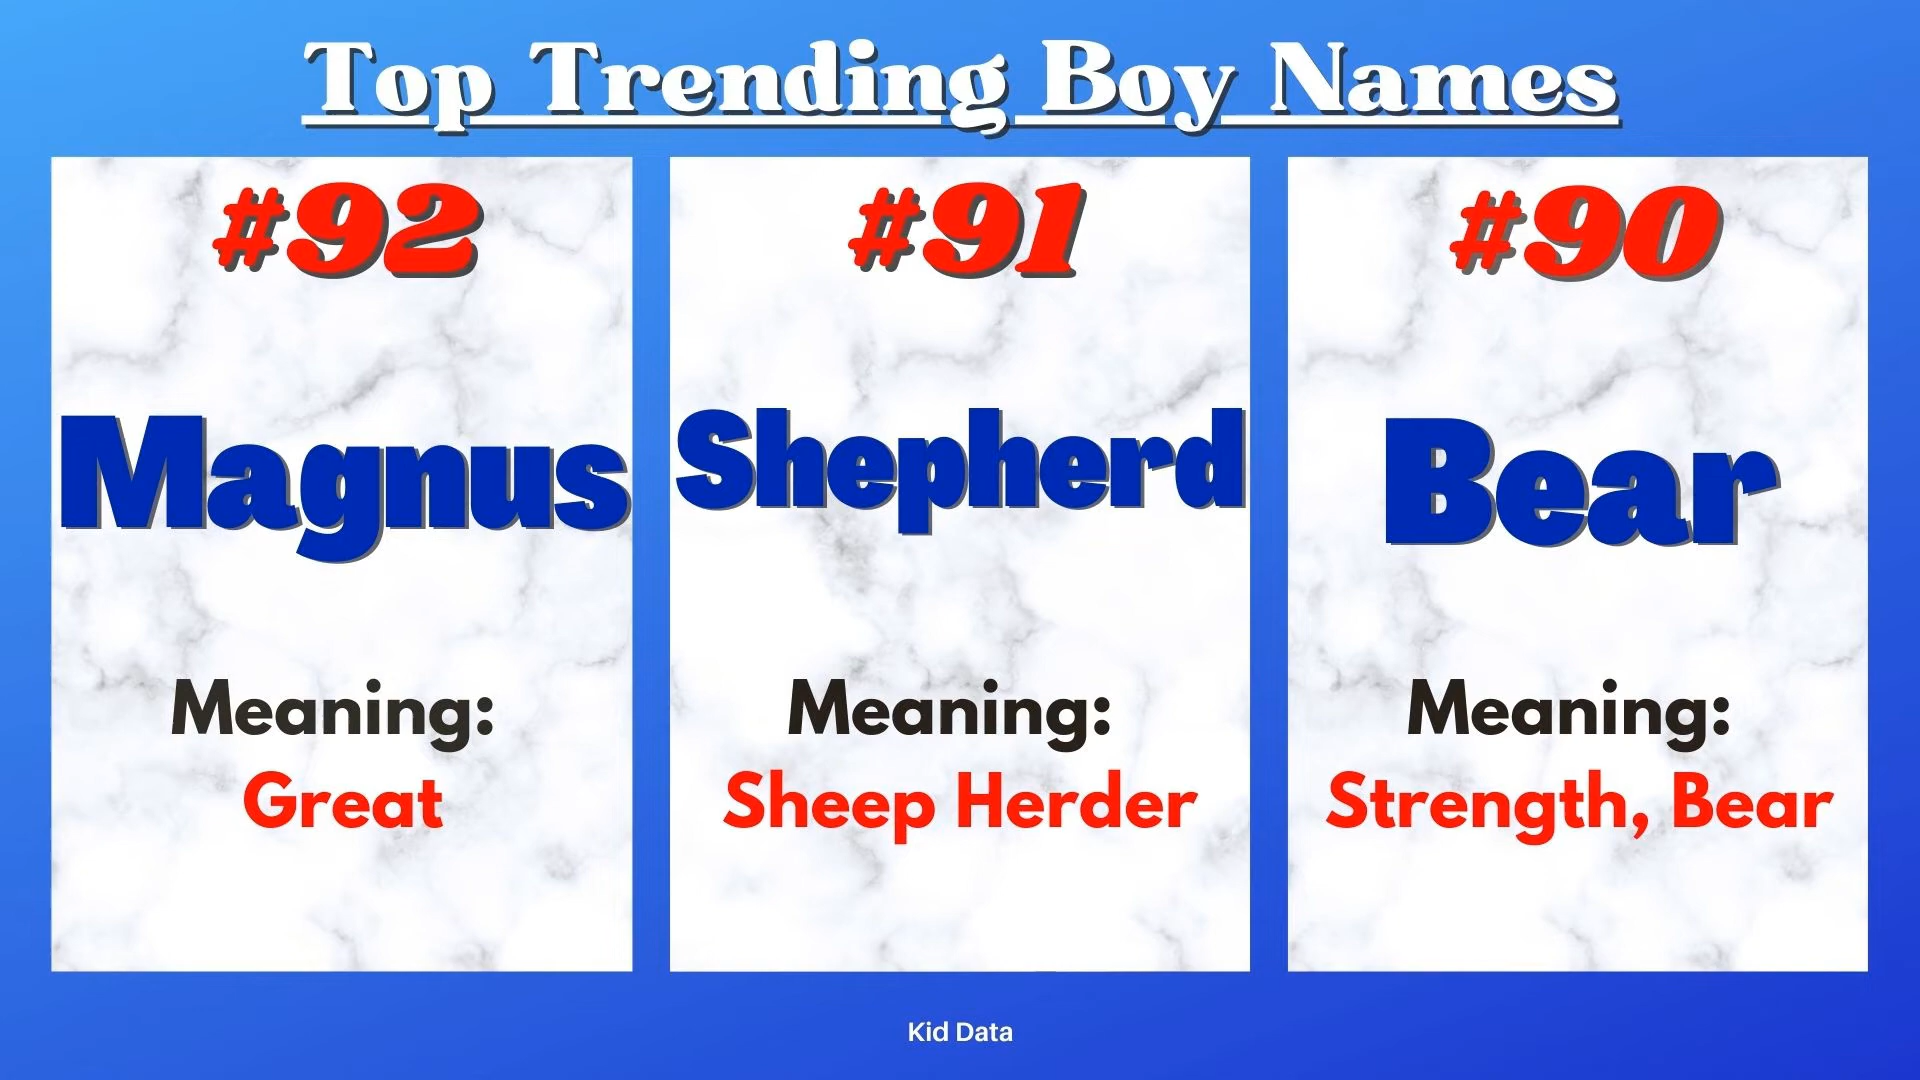 Top Trending Boy Names
#92
Magnus
Meaning:
Great
#91
Shepherd
Meaning:
Sheep Herder
#90
Bear
Meaning:
Strength, Bear
Kid Data